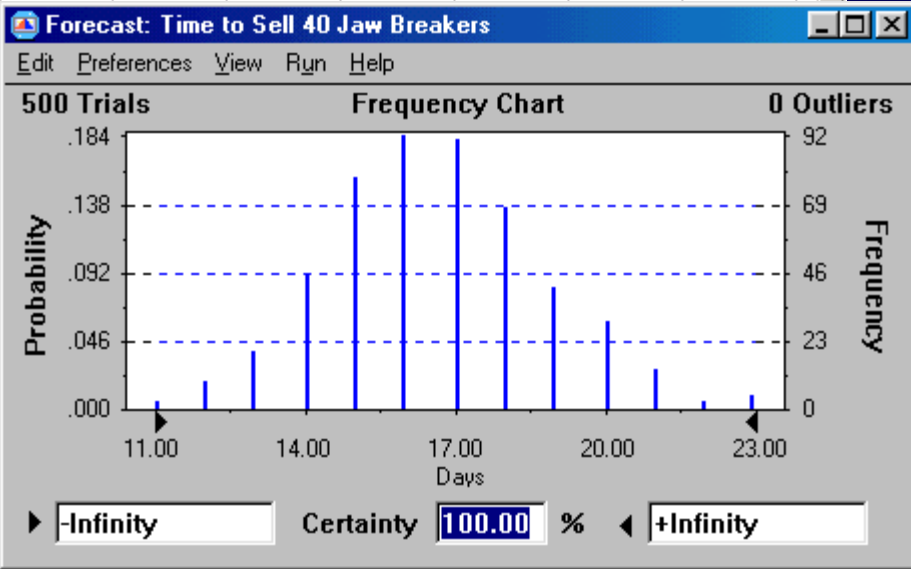 Forecast: Time to Sell 40 Jaw Breakers
Edit Preferences View Run Help
500 Trials Frequency Chart 0 Outliers
.184 92
.138 69
.092 46
.046 23
.000 0
Probability
Frequency
11.00 14.00 17.00 20.00 23.00
Days
-Infinity Certainty 100.00 % +Infinity